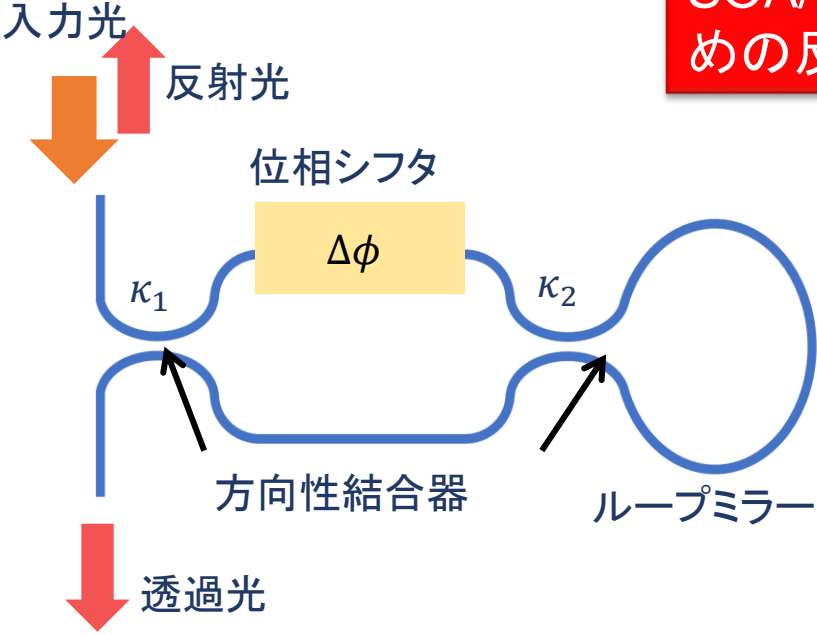 入力光
反射光
めの反
位相シフタ
Δϕ
κ₁
κ₂
方向性結合器
ループミラー
透過光